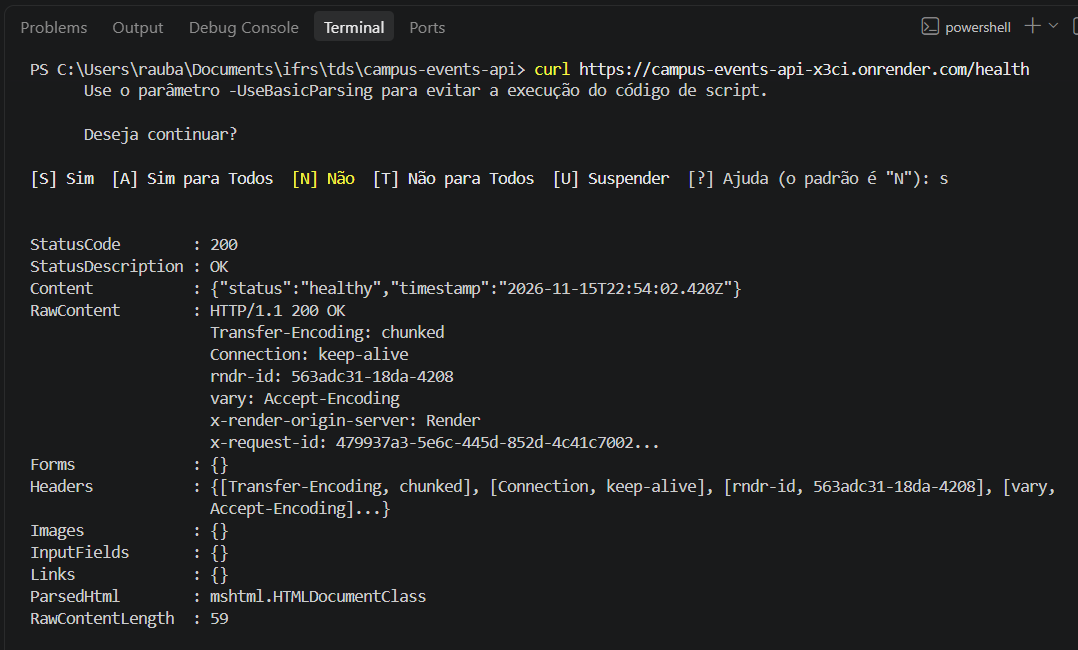 Problems Output Debug Console Terminal Ports powershell
PS C:\Users\rauba\Documents\ifrs\tds\campus-events-api> curl https://campus-events-api-x3ci.onrender.com/health
Use o parâmetro -UseBasicParsing para evitar a execução do código de script.
Deseja continuar?
[S] Sim [A] Sim para Todos [N] Não [T] Não para Todos [U] Suspender [?] Ajuda (o padrão é "N"): s
StatusCode : 200
StatusDescription : OK
Content : {"status":"healthy","timestamp":"2026-11-15T22:54:02.420Z"}
RawContent : HTTP/1.1 200 OK
Transfer-Encoding: chunked
Connection: keep-alive
rndr-id: 563adc31-18da-4208
vary: Accept-Encoding
x-render-origin-server: Render
x-request-id: 479937a3-5e6c-445d-852d-4c41c7002...
Forms : {}
Headers : {[Transfer-Encoding, chunked], [Connection, keep-alive], [rndr-id, 563adc31-18da-4208], [vary,
Accept-Encoding]...}
Images : {}
InputFields : {}
Links : {}
ParsedHtml : mshtml.HTMLDocumentClass
RawContentLength : 59